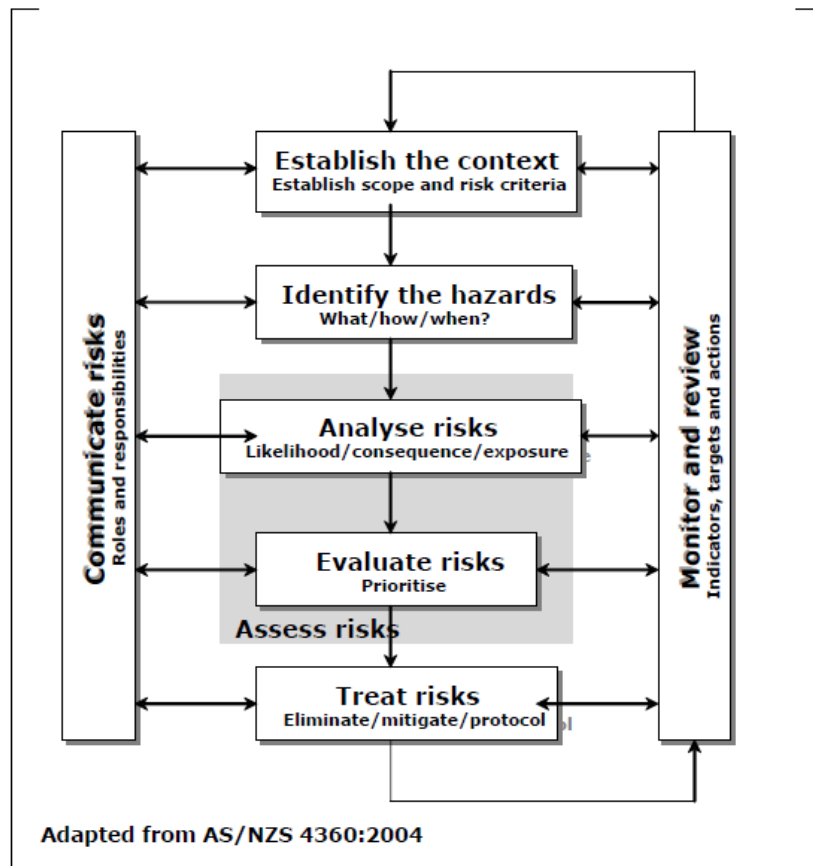 Establish the context
Establish scope and risk criteria
Identify the hazards
What/how/when?
Communicate risks
Roles and responsibilities
Monitor and review
Indicators, targets and actions
Analyse risks
Likelihood/consequence/exposure
Evaluate risks
Prioritise
Assess risks
Treat risks
Eliminate/mitigate/protocol
Adapted from AS/NZS 4360:2004